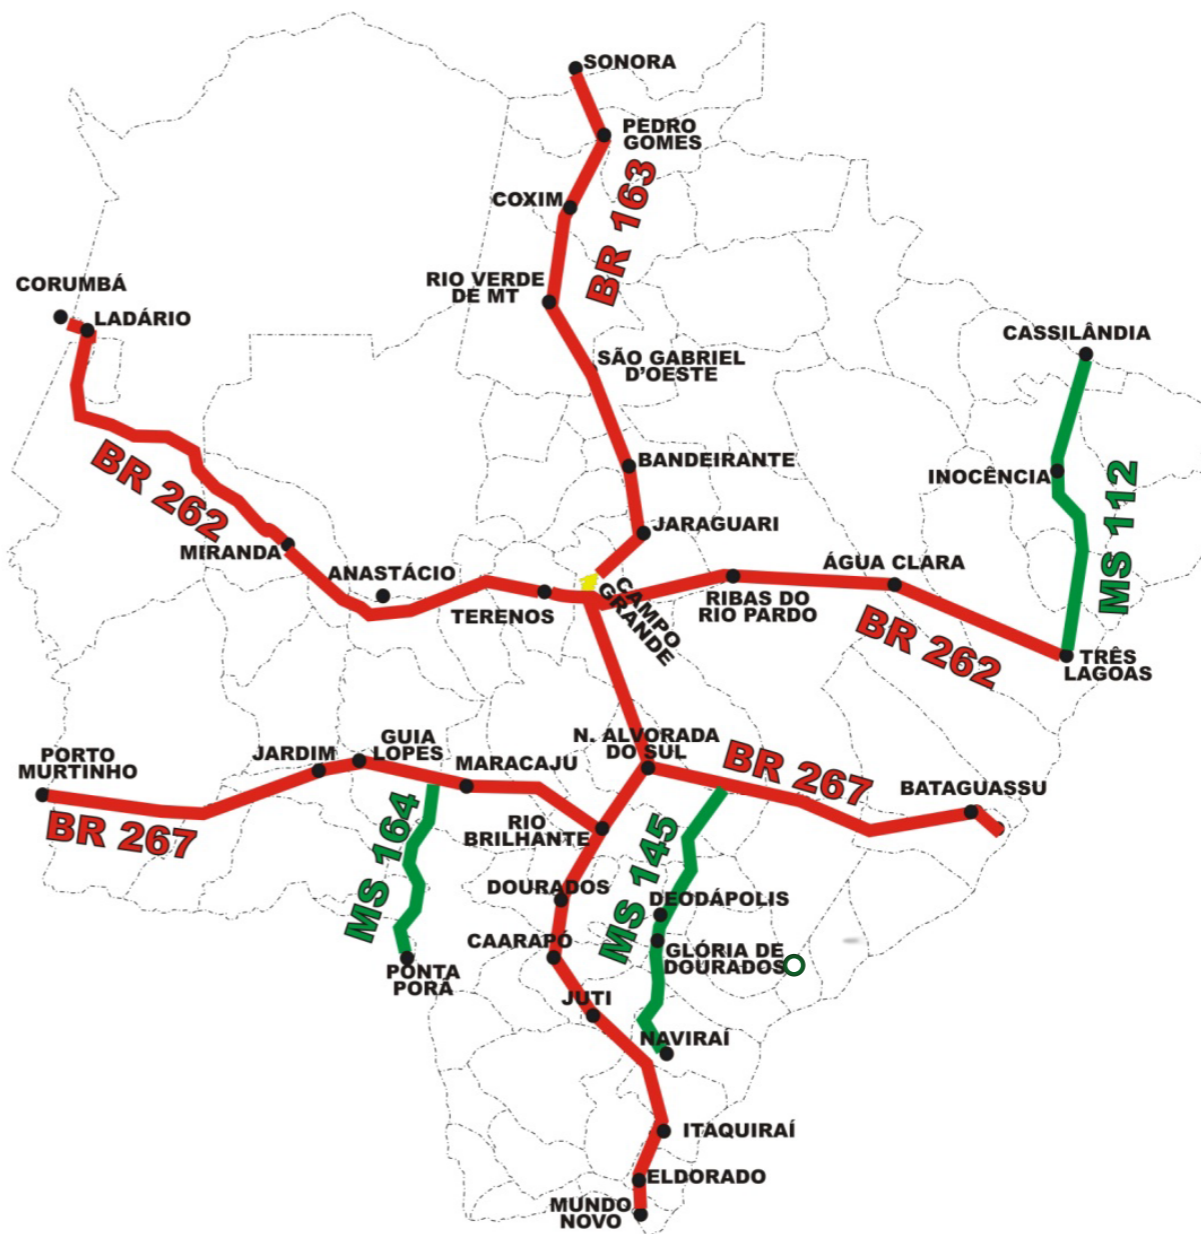 SONORA
PEDRO
GOMES
BR 163
COXIM
RIO VERDE
DE MT
CORUMBÁ
LADÁRIO
SÃO GABRIEL
D'OESTE
CASSILÂNDIA
BR 262
BANDEIRANTE
INOCÊNCIA
MS 112
JARAGUARI
MIRANDA
ANASTÁCIO
TERENOS
CAMPO
GRANDE
RIBAS DO
RIO PARDO
ÁGUA CLARA
BR 262
TRÊS
LAGOAS
PORTO
MURTINHO
JARDIM
GUIA
LOPES
MARACAJU
N. ALVORADA
DO SUL
BR 267
BATAGUASSU
BR 267
MS 164
RIO
BRILHANTE
MS 145
DOURADOS
DEODÁPOLIS
CAARAPÓ
GLÓRIA DE
DOURADOS
PONTA
PORÃ
JUTI
NAVIRAÍ
ITAQUIRAÍ
ELDORADO
MUNDO
NOVO